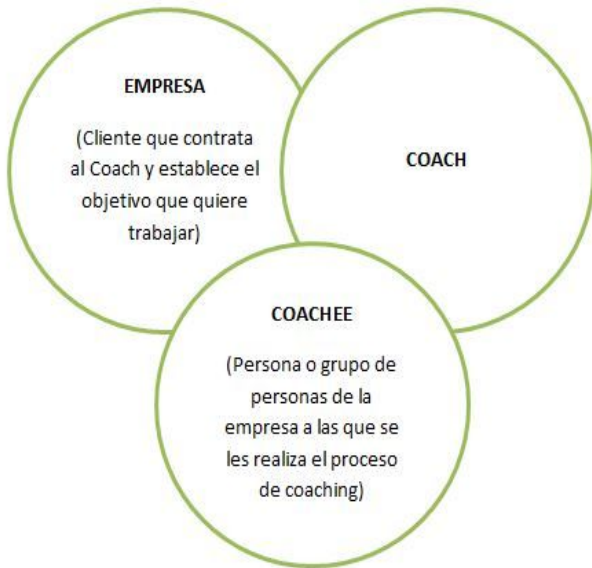 EMPRESA
(Cliente que contrata
al Coach y establece el
objetivo que quiere
trabajar)
COACH
COACHEE
(Persona o grupo de
personas de la
empresa a las que se
les realiza el proceso
de coaching)